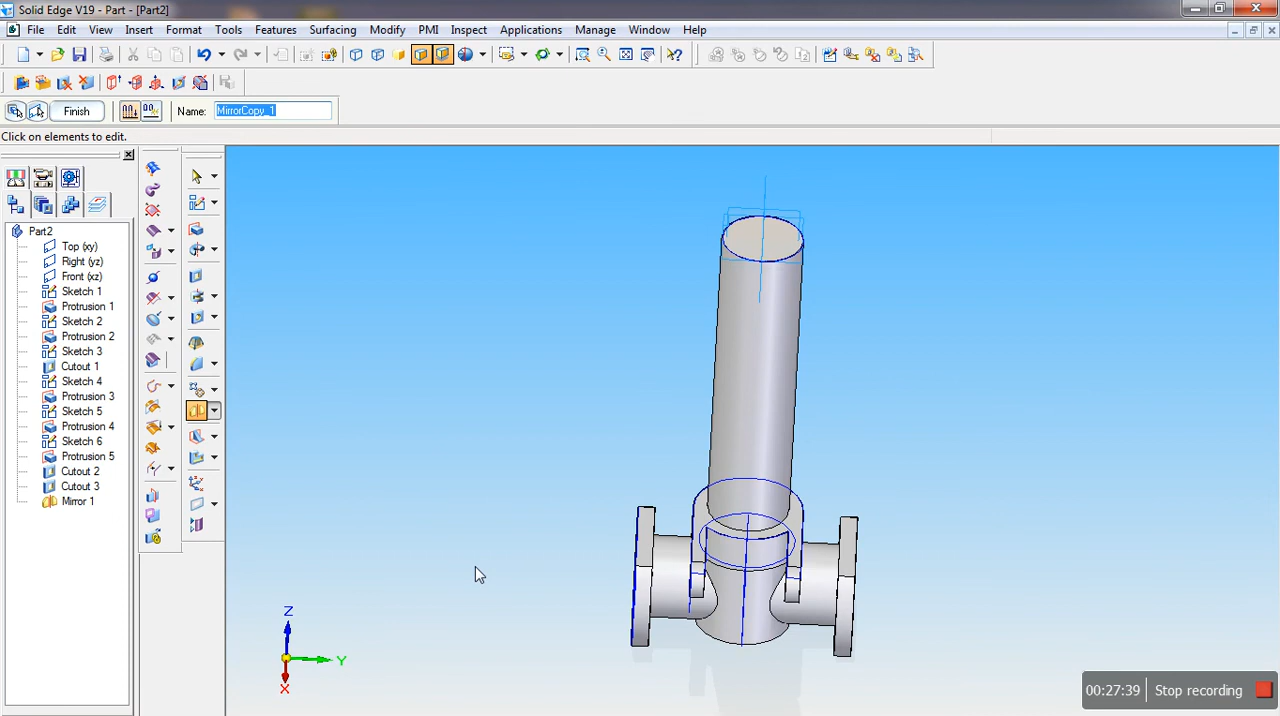 Solid Edge V19 - Part - [Part2]
File Edit View Insert Format Tools Features Surfacing Modify PMI Inspect Applications Manage Window Help
Finish Name: MirrorCopy_1
Click on elements to edit.
Part2
Top (xy)
Right (yz)
Front (xz)
Sketch 1
Protrusion 1
Sketch 2
Protrusion 2
Sketch 3
Cutout 1
Sketch 4
Protrusion 3
Sketch 5
Protrusion 4
Sketch 6
Protrusion 5
Cutout 2
Cutout 3
Mirror 1
Z
Y
X
00:27:39 Stop recording